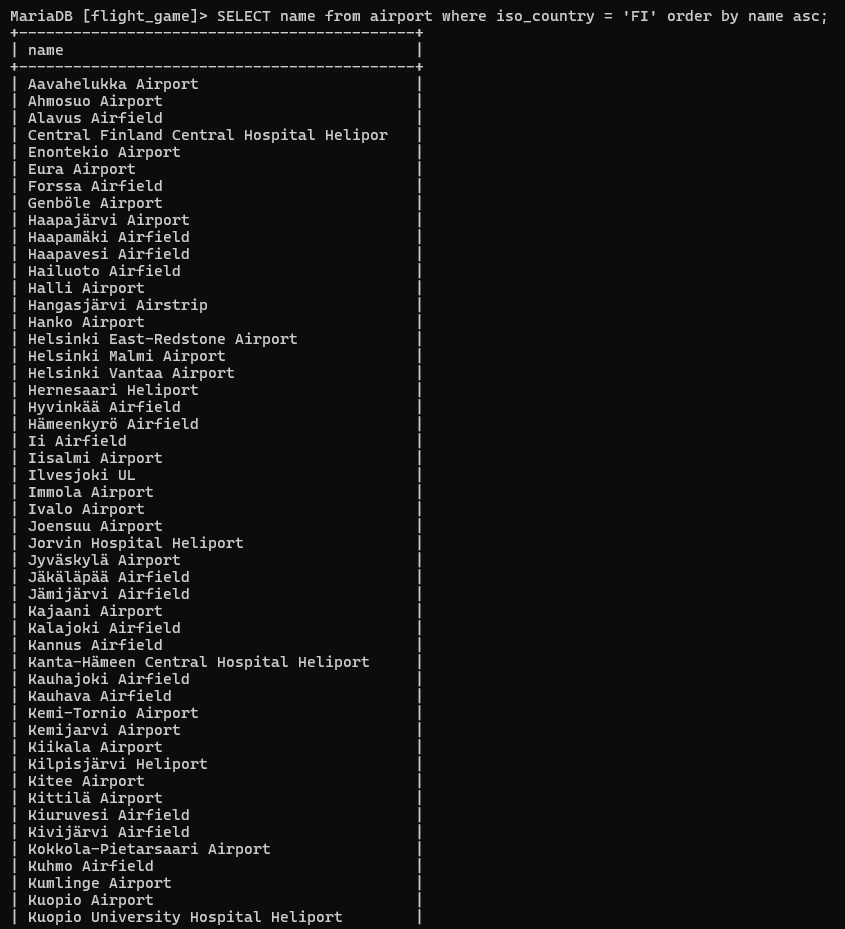 MariaDB [flight_game]> SELECT name from airport where iso_country = 'FI' order by name asc;
+--------------------------------------------+
| name                                       |
+--------------------------------------------+
| Aavahelukka Airport                        |
| Ahmosuo Airport                            |
| Alavus Airfield                            |
| Central Finland Central Hospital Helipor   |
| Enontekio Airport                          |
| Eura Airport                               |
| Forssa Airfield                            |
| Genböle Airport                            |
| Haapajärvi Airport                         |
| Haapamäki Airfield                         |
| Haapavesi Airfield                         |
| Hailuoto Airfield                          |
| Halli Airport                              |
| Hangasjärvi Airstrip                       |
| Hanko Airport                              |
| Helsinki East-Redstone Airport             |
| Helsinki Malmi Airport                     |
| Helsinki Vantaa Airport                    |
| Hernesaari Heliport                        |
| Hyvinkää Airfield                          |
| Hämeenkyrö Airfield                        |
| Ii Airfield                                |
| Iisalmi Airport                            |
| Ilvesjoki UL                               |
| Immola Airport                             |
| Ivalo Airport                              |
| Joensuu Airport                            |
| Jorvin Hospital Heliport                   |
| Jyväskylä Airport                          |
| Jäkäläpää Airfield                         |
| Jämijärvi Airfield                         |
| Kajaani Airport                            |
| Kalajoki Airfield                          |
| Kannus Airfield                            |
| Kanta-Hämeen Central Hospital Heliport     |
| Kauhajoki Airfield                         |
| Kauhava Airfield                           |
| Kemi-Tornio Airport                        |
| Kemijarvi Airport                          |
| Kiikala Airport                            |
| Kilpisjärvi Heliport                       |
| Kitee Airport                              |
| Kittilä Airport                            |
| Kiuruvesi Airfield                         |
| Kivijärvi Airfield                         |
| Kokkola-Pietarsaari Airport                |
| Kuhmo Airfield                             |
| Kumlinge Airport                           |
| Kuopio Airport                             |
| Kuopio University Hospital Heliport        |